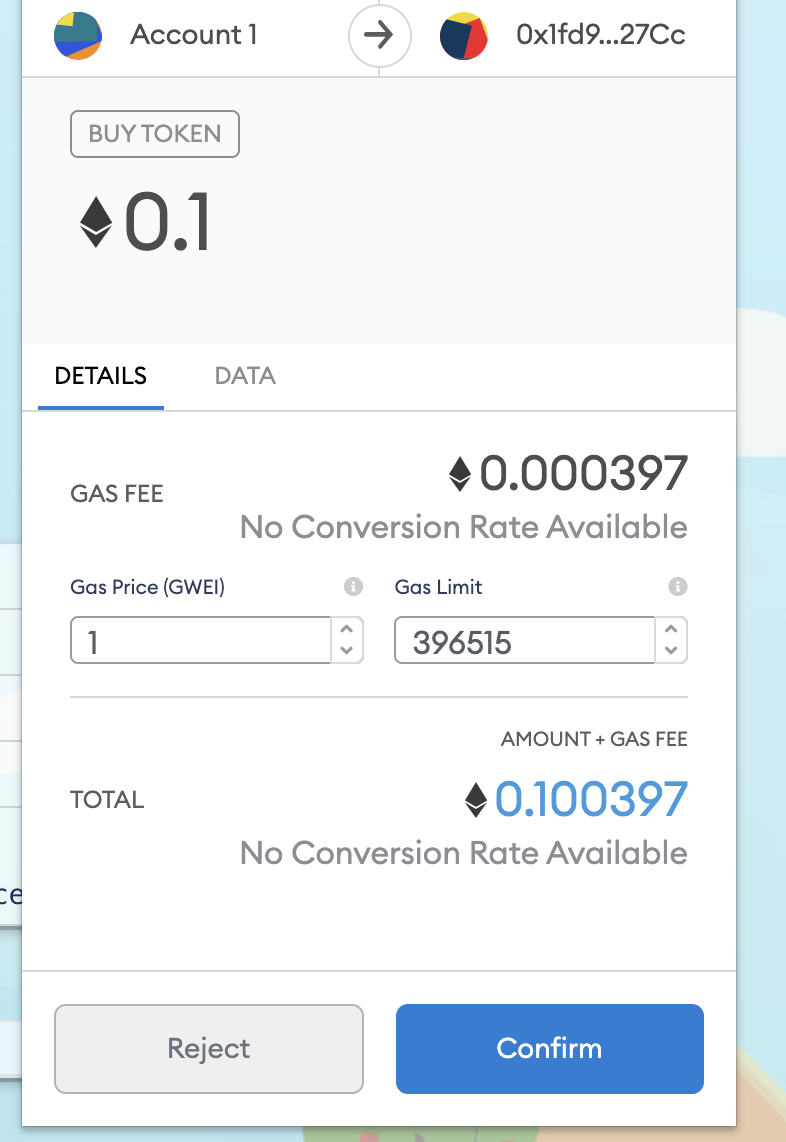 Account 1
0x1fd9...27Cc
BUY TOKEN
0.1
DETAILS DATA
GAS FEE
0.000397
No Conversion Rate Available
Gas Price (GWEI) Gas Limit
1 396515
AMOUNT + GAS FEE
TOTAL
0.100397
No Conversion Rate Available
ce
Reject Confirm